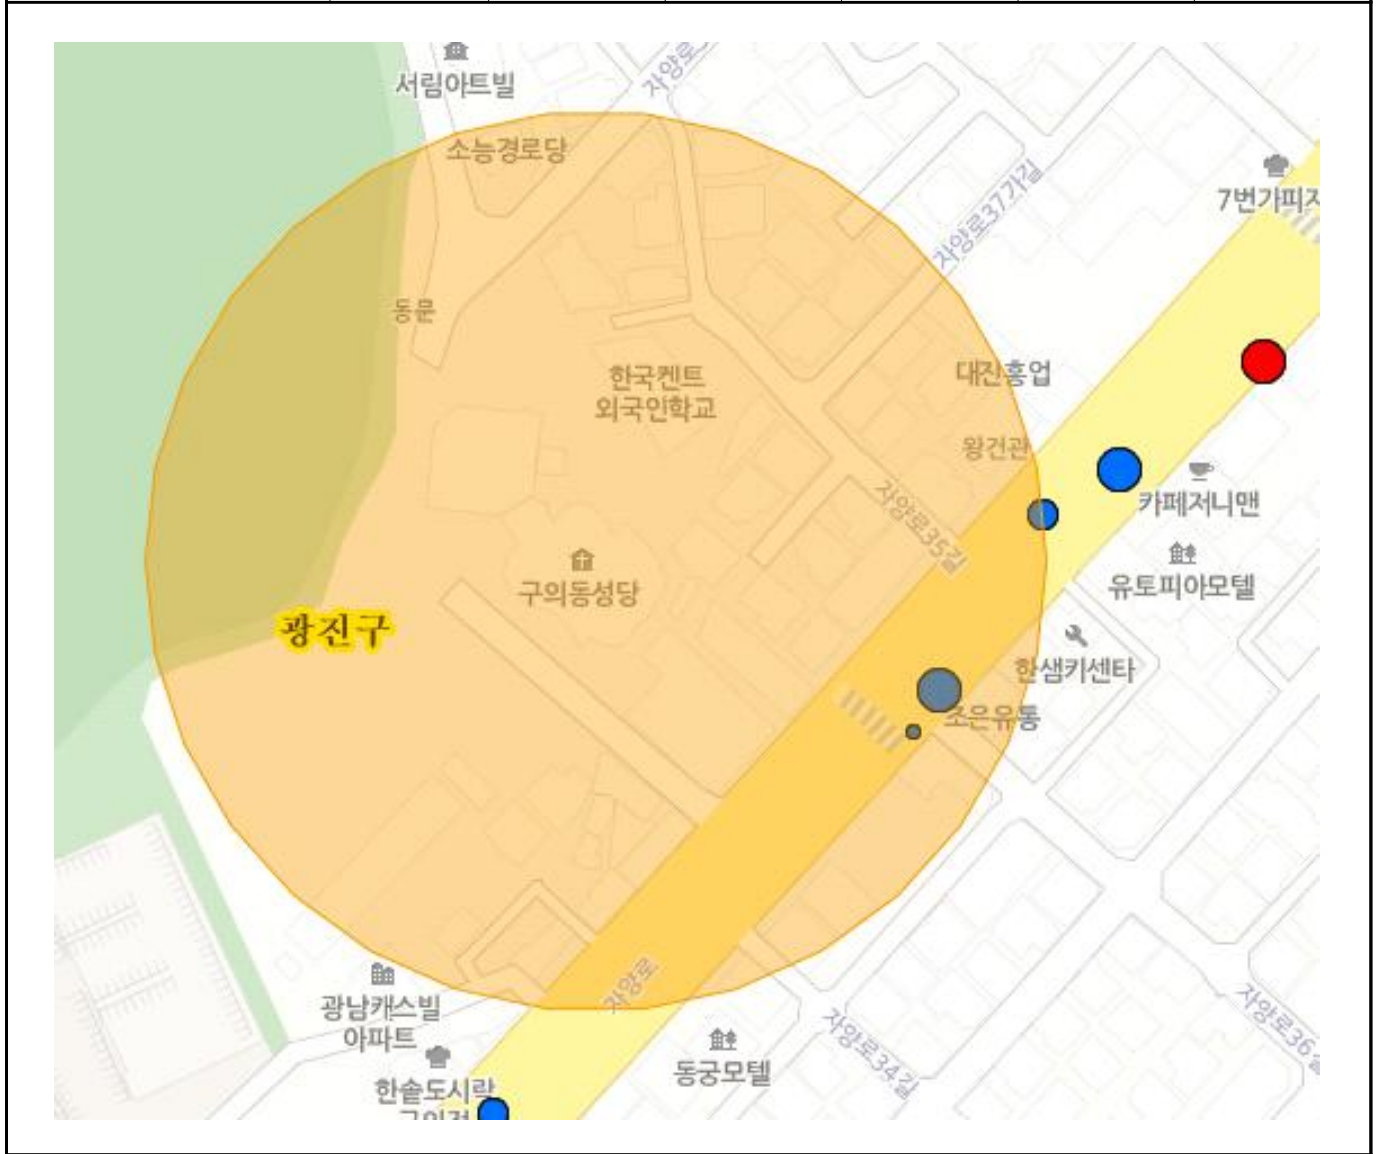 서림아트빌
자양로
소능경로당
자양로37가길
7번가피자
동문
한국켄트
외국인학교
대진흥업
왕건관
자양로35길
카페저니맨
구의동성당
유토피아모텔
광진구
한샘키센타
조은유통
자양로
광남캐스빌
아파트
동궁모텔
자양로34길
자양로36길
한솥도시락
구의점